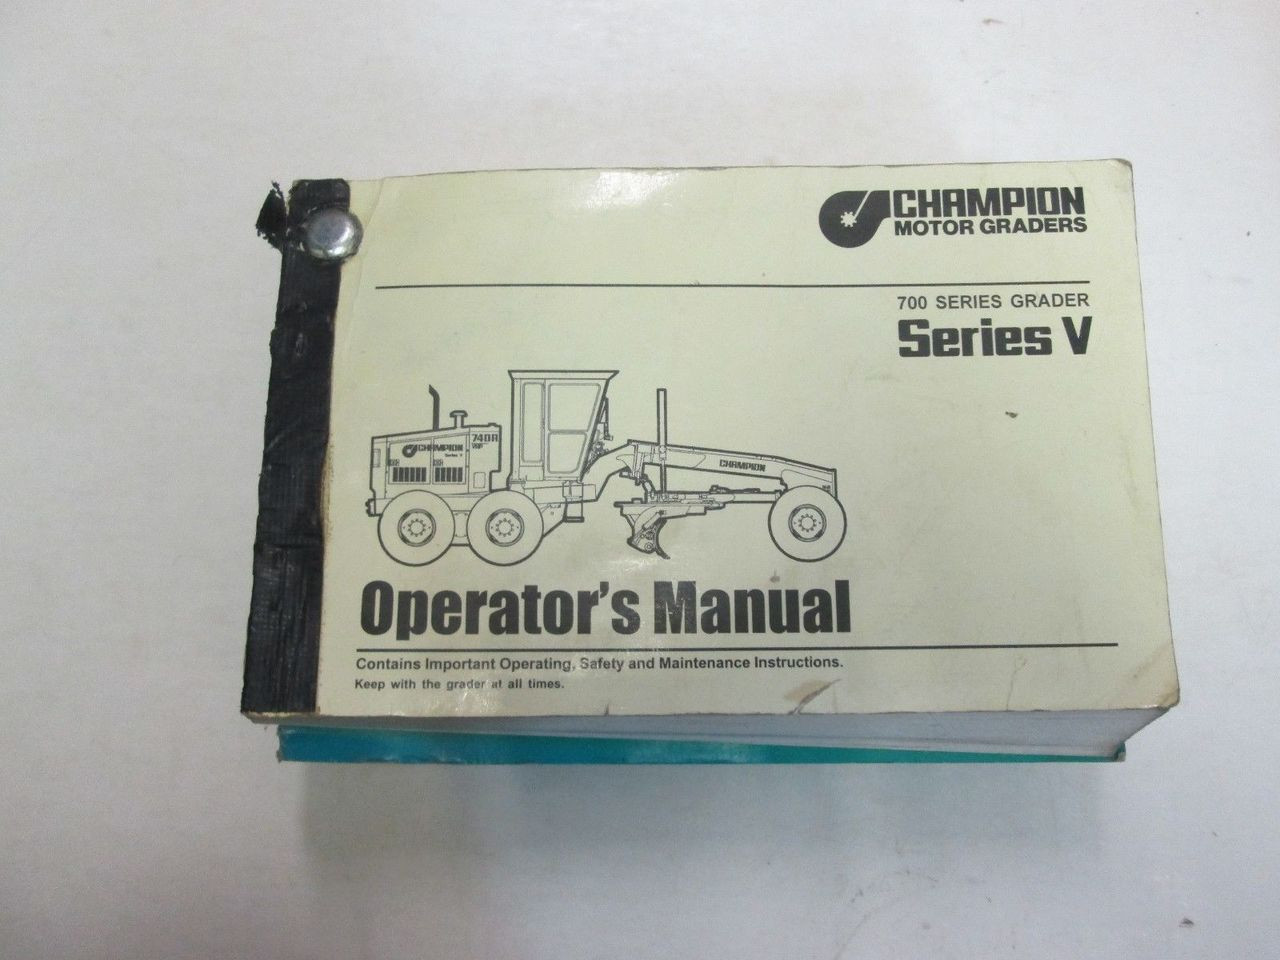 CHAMPION
MOTOR GRADERS
700 SERIES GRADER
Series V
740A
VHP
CHAMPION
Series V
CHAMPION
Operator's Manual
Contains Important Operating, Safety and Maintenance Instructions.
Keep with the grader at all times.